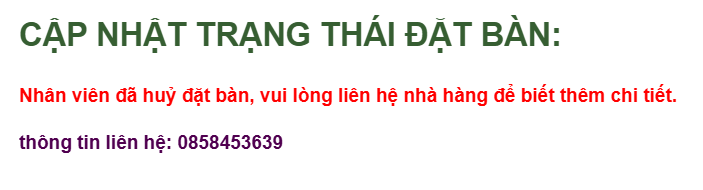 CẬP NHẬT TRẠNG THÁI ĐẶT BÀN:
Nhân viên đã huỷ đặt bàn, vui lòng liên hệ nhà hàng để biết thêm chi tiết.
thông tin liên hệ: 0858453639